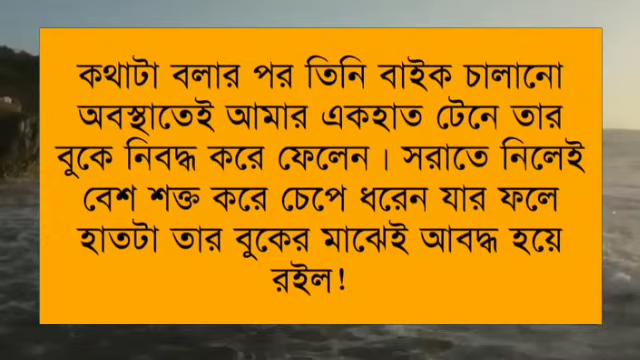 কথাটা বলার পর তিনি বাইক চালানো
অবস্থাতেই আমার একহাত টেনে তার
বুকে নিবদ্ধ করে ফেলেন। সরাতে নিলেই
বেশ শক্ত করে চেপে ধরেন যার ফলে
হাতটা তার বুকের মাঝেই আবদ্ধ হয়ে
রইল!